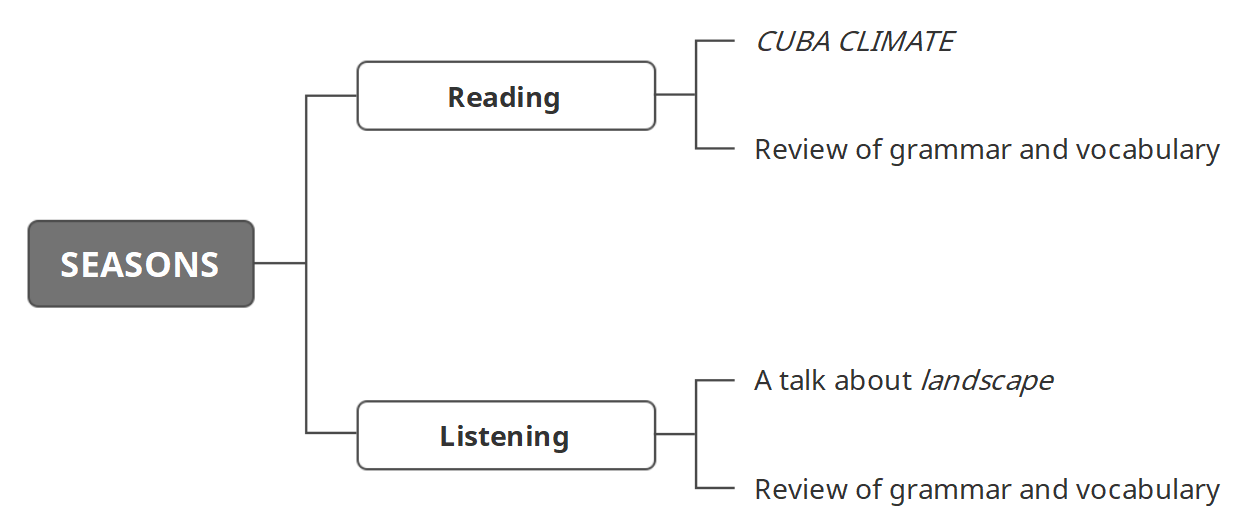 CUBA CLIMATE
Reading
Review of grammar and vocabulary
SEASONS
A talk about landscape
Listening
Review of grammar and vocabulary